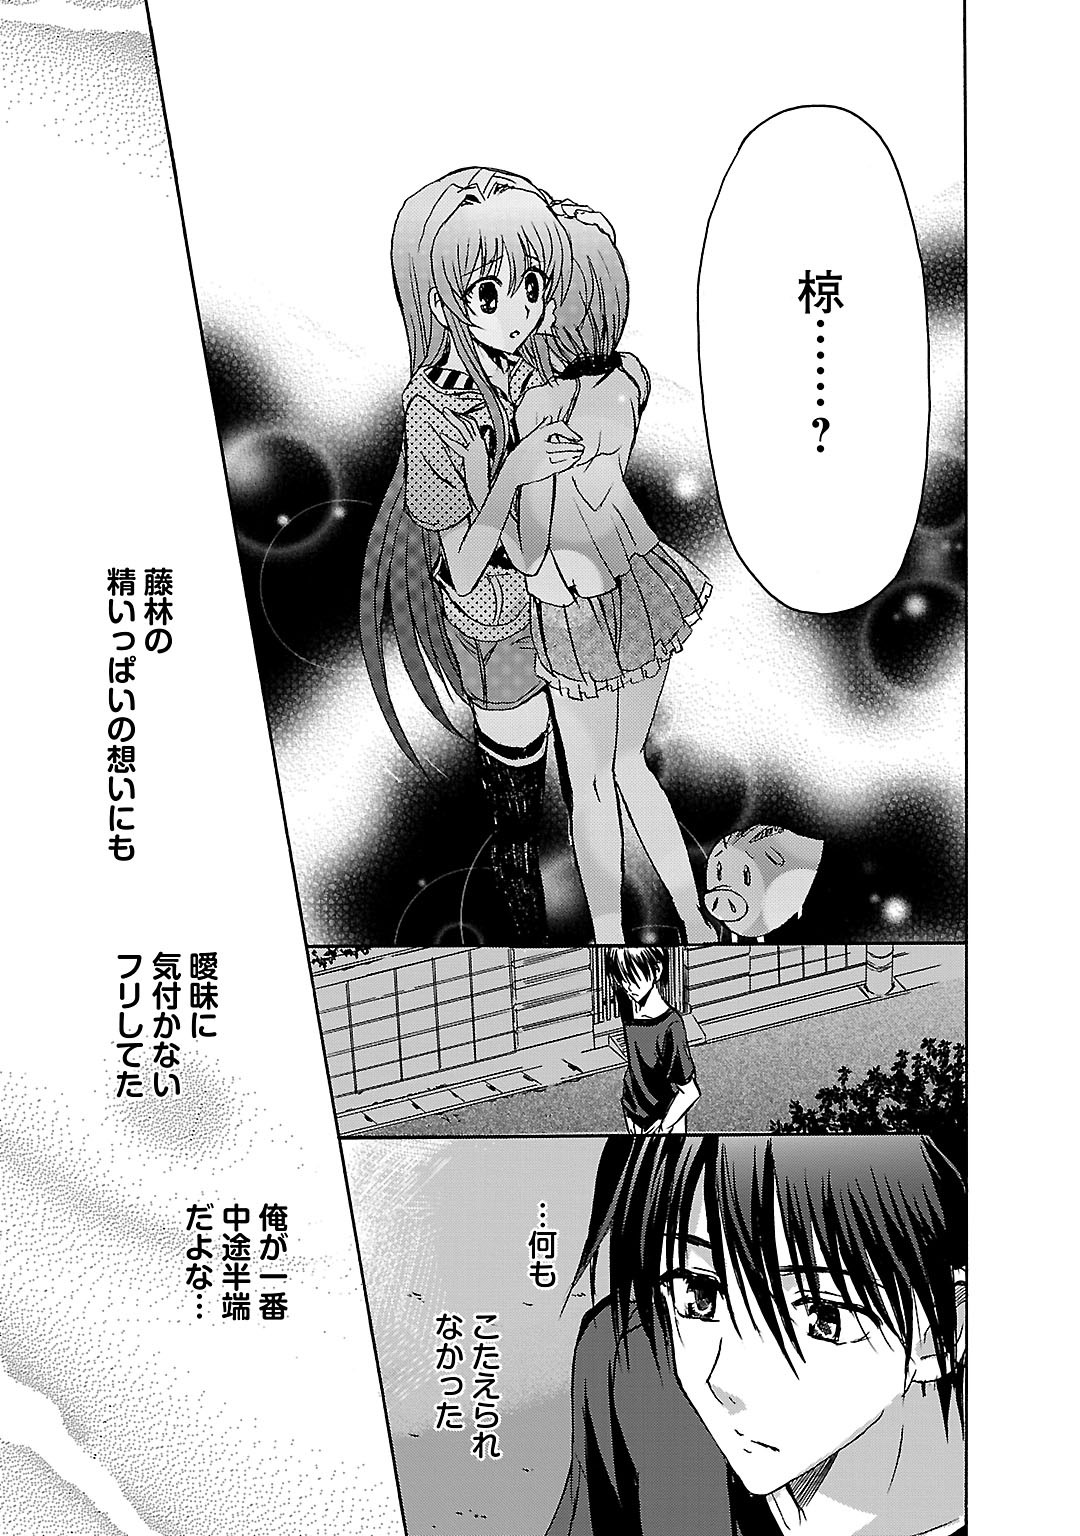 椋………?
…何も
こたえられ
なかった
藤林の
精いっぱいの想いにも
曖昧に
気付かない
フリしてた
俺が一番
中途半端
だよな…